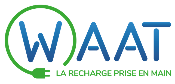 WAAT
LA RECHARGE PRISE EN MAIN